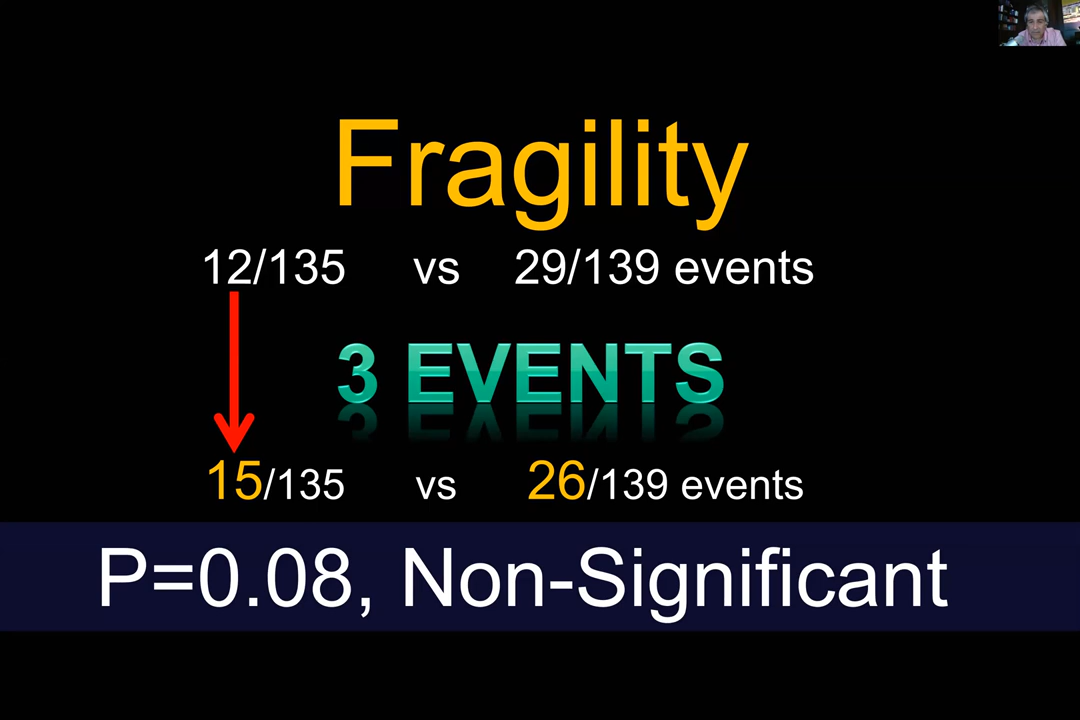 Fragility
12/135 vs 29/139 events
3 EVENTS
15/135 vs 26/139 events
P=0.08, Non-Significant